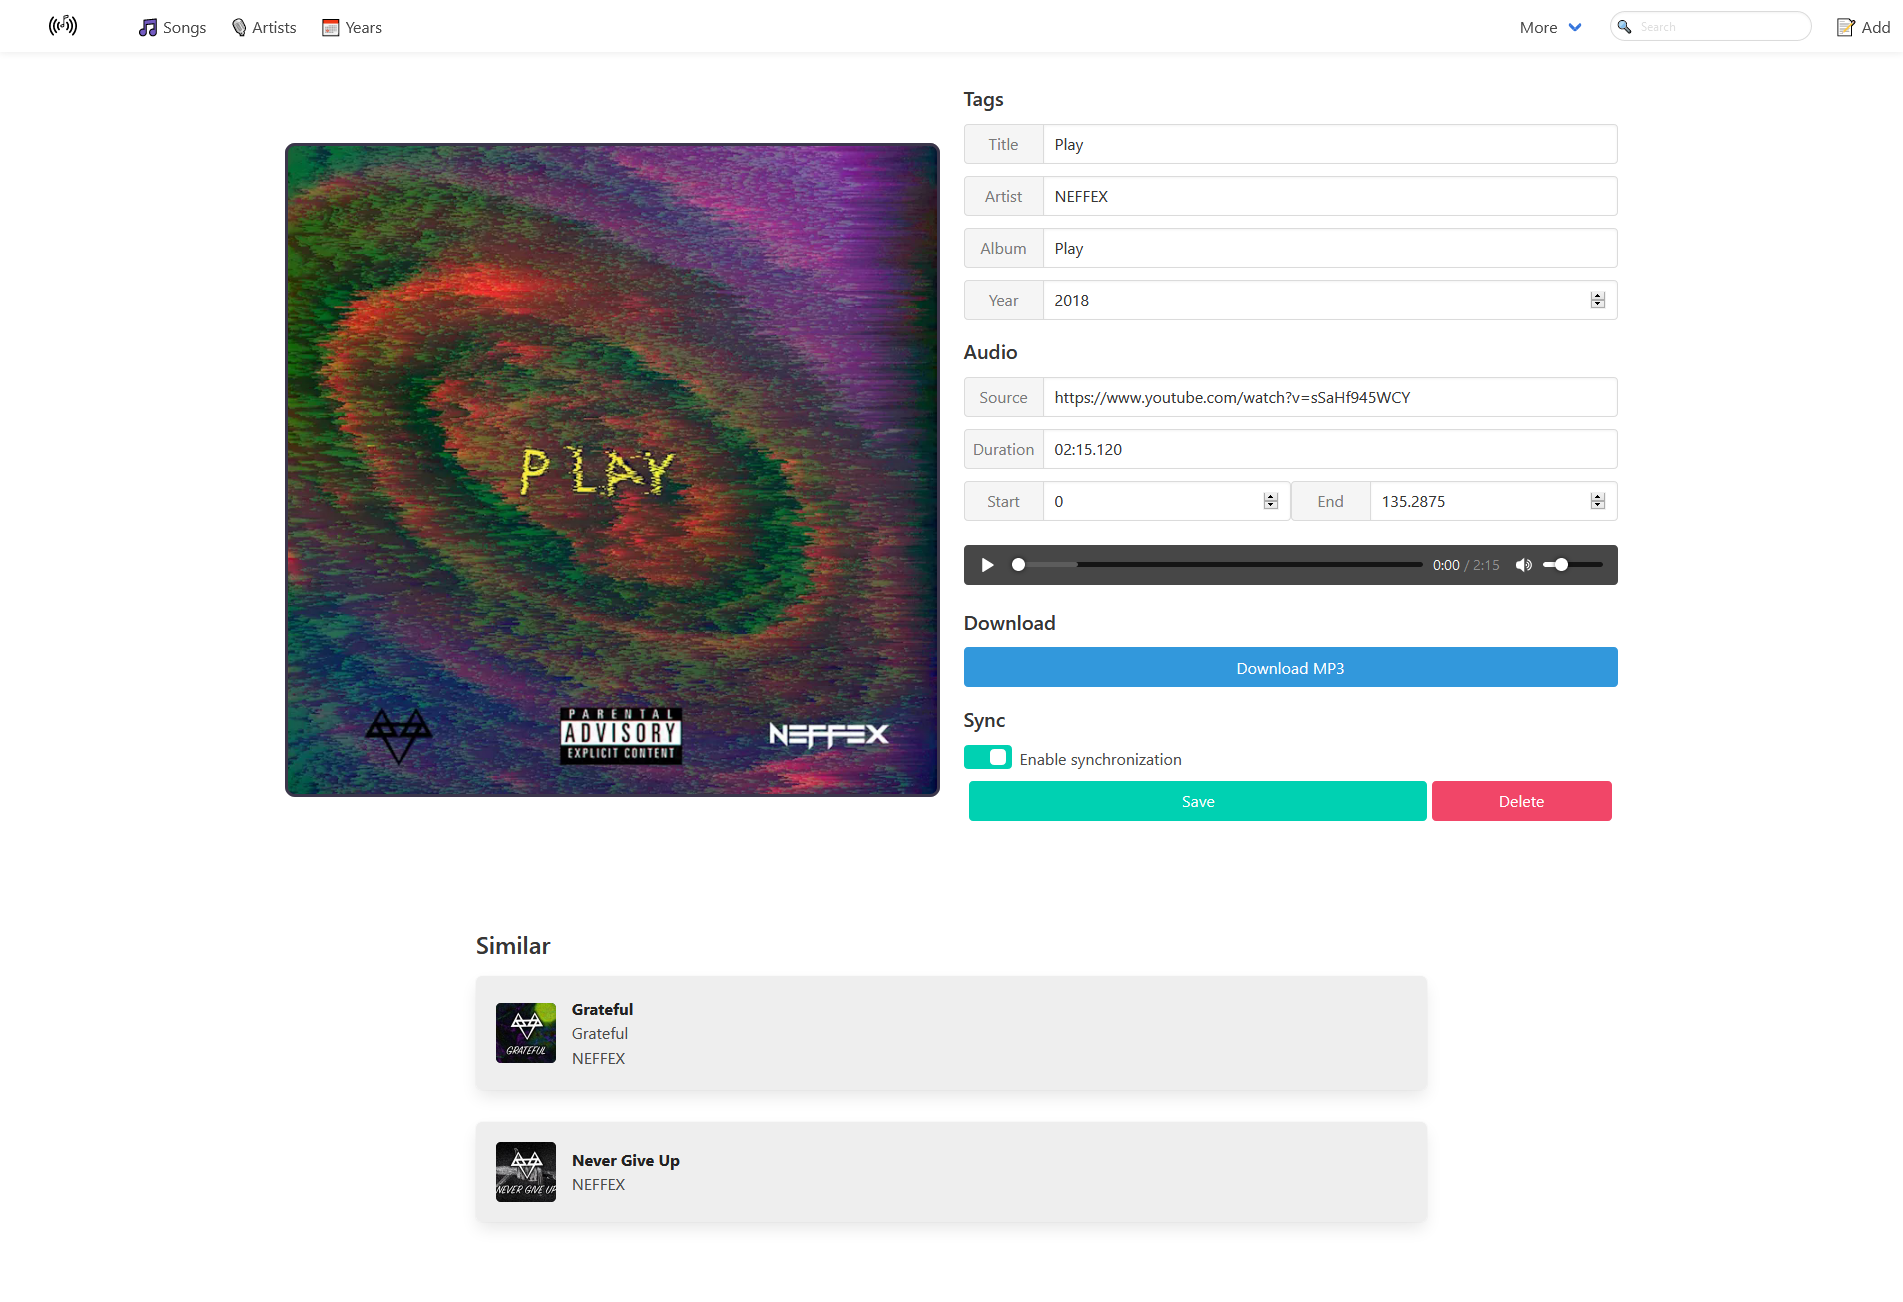 Songs
Artists
Years
More
Search
Add
PLAY
PARENTAL
ADVISORY
EXPLICIT CONTENT
NEFFEX
Tags
Title Play
Artist NEFFEX
Album Play
Year 2018
Audio
Source https://www.youtube.com/watch?v=sSaHf945WCY
Duration 02:15.120
Start 0 End 135.2875
0:00 / 2:15
Download
Download MP3
Sync
Enable synchronization
Save Delete
Similar
GRATEFUL
Grateful
Grateful
NEFFEX
NEVER GIVE UP
Never Give Up
NEFFEX